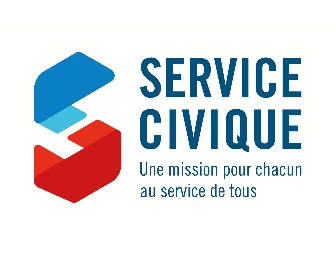 SERVICE
CIVIQUE
Une mission pour chacun
au service de tous